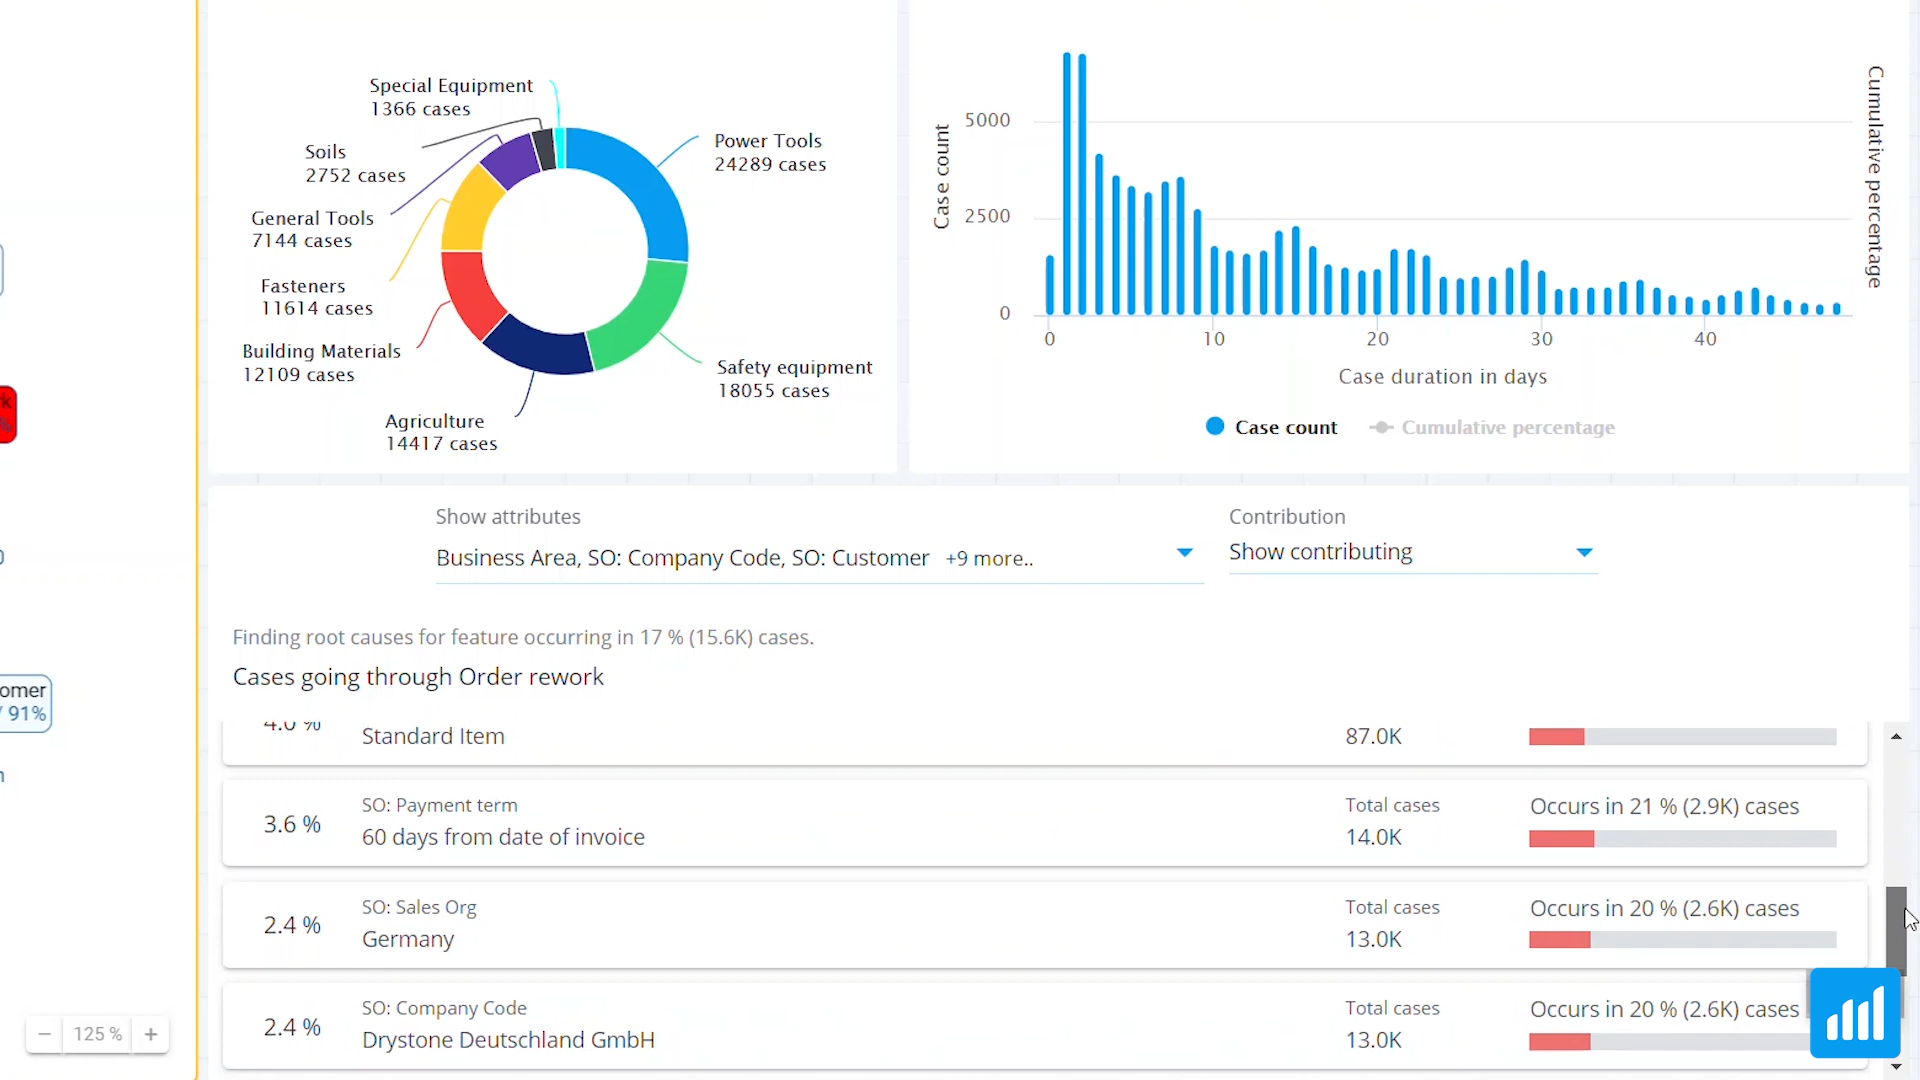 Special Equipment
1366 cases
Soils
2752 cases
General Tools
7144 cases
Fasteners
11614 cases
Building Materials
12109 cases
Agriculture
14417 cases
Power Tools
24289 cases
Safety equipment
18055 cases
Case count
5000
2500
0
0 10 20 30 40
Case duration in days
Cumulative percentage
Case count Cumulative percentage
Show attributes
Business Area, SO: Company Code, SO: Customer +9 more..
Contribution
Show contributing
Finding root causes for feature occurring in 17 % (15.6K) cases.
Cases going through Order rework
4.0 % Standard Item 87.0K
SO: Payment term Total cases Occurs in 21 % (2.9K) cases
3.6 % 60 days from date of invoice 14.0K
SO: Sales Org Total cases Occurs in 20 % (2.6K) cases
2.4 % Germany 13.0K
SO: Company Code Total cases Occurs in 20 % (2.6K) cases
2.4 % Drystone Deutschland GmbH 13.0K
omer
91%
− 125 % +